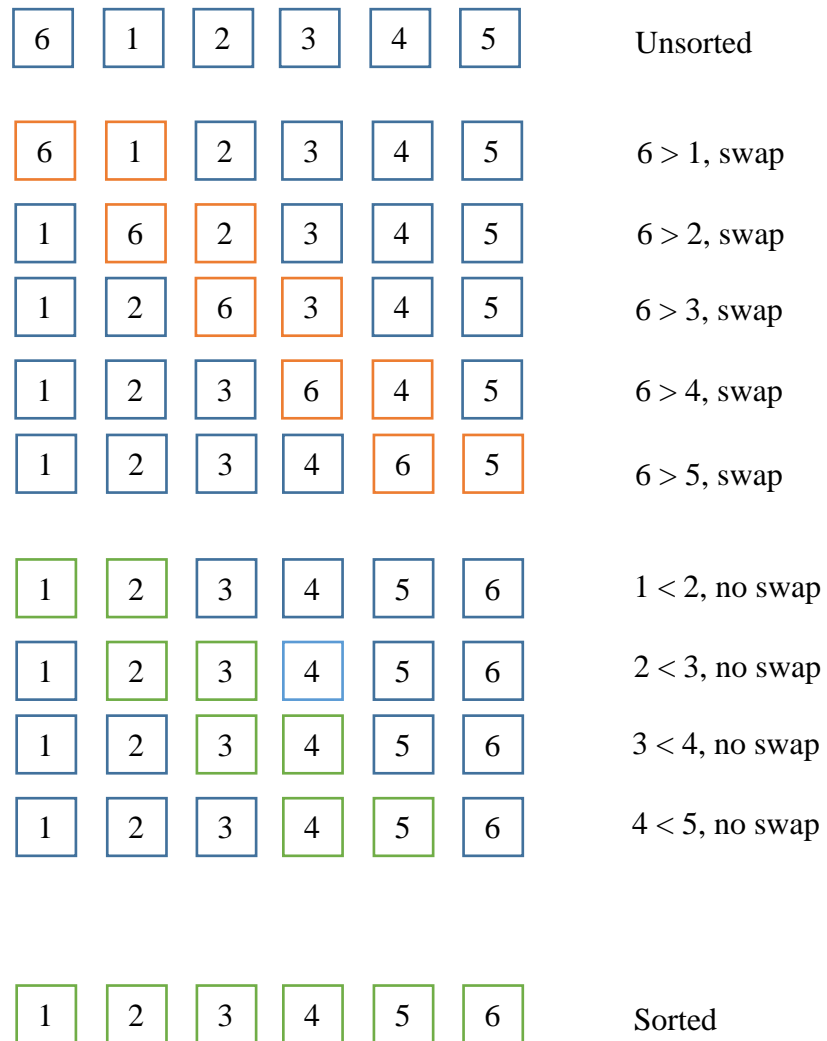 6 1 2 3 4 5 Unsorted
6 1 2 3 4 5 6 > 1, swap
1 6 2 3 4 5 6 > 2, swap
1 2 6 3 4 5 6 > 3, swap
1 2 3 6 4 5 6 > 4, swap
1 2 3 4 6 5 6 > 5, swap
1 2 3 4 5 6 1 < 2, no swap
1 2 3 4 5 6 2 < 3, no swap
1 2 3 4 5 6 3 < 4, no swap
1 2 3 4 5 6 4 < 5, no swap
1 2 3 4 5 6 Sorted